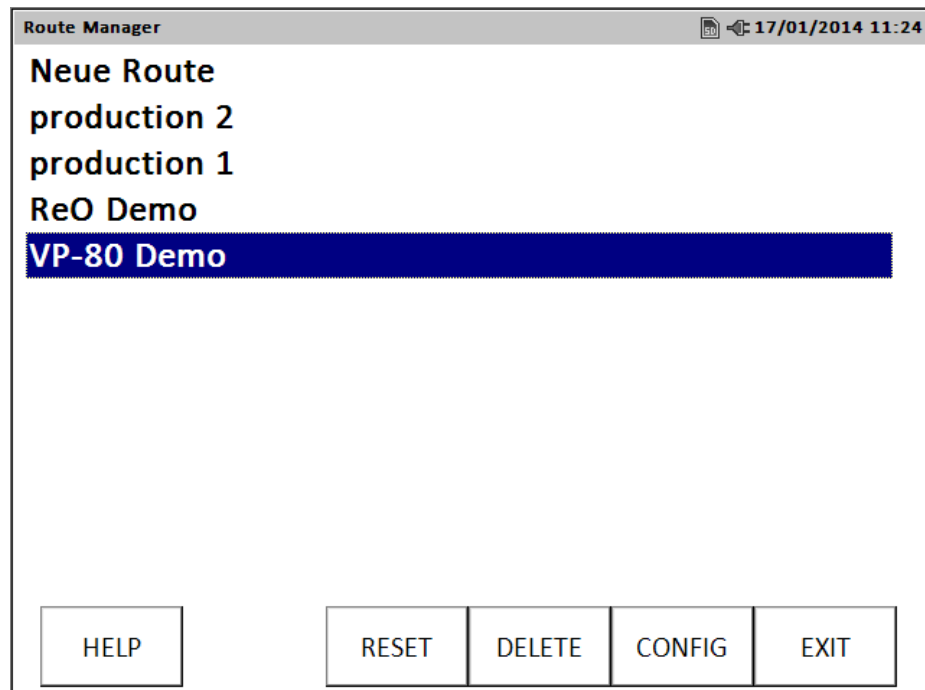 Route Manager 17/01/2014 11:24
Neue Route
production 2
production 1
ReO Demo
VP-80 Demo
HELP RESET DELETE CONFIG EXIT